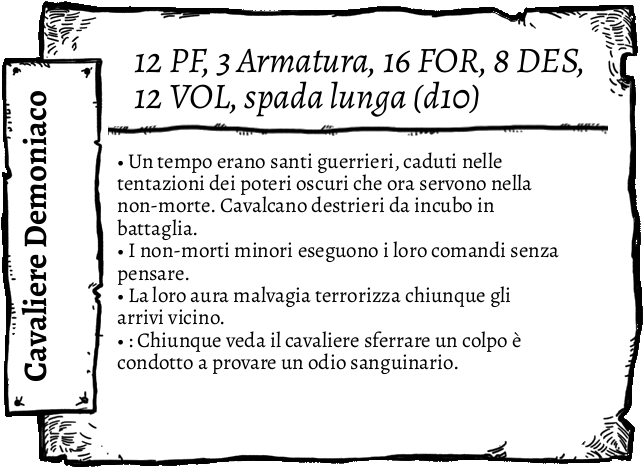 Cavaliere Demoniaco
12 PF, 3 Armatura, 16 FOR, 8 DES,
12 VOL, spada lunga (d10)
• Un tempo erano santi guerrieri, caduti nelle
tentazioni dei poteri oscuri che ora servono nella
non-morte. Cavalcano destrieri da incubo in
battaglia.
• I non-morti minori eseguono i loro comandi senza
pensare.
• La loro aura malvagia terrorizza chiunque gli
arrivi vicino.
• : Chiunque veda il cavaliere sferrare un colpo è
condotto a provare un odio sanguinario.